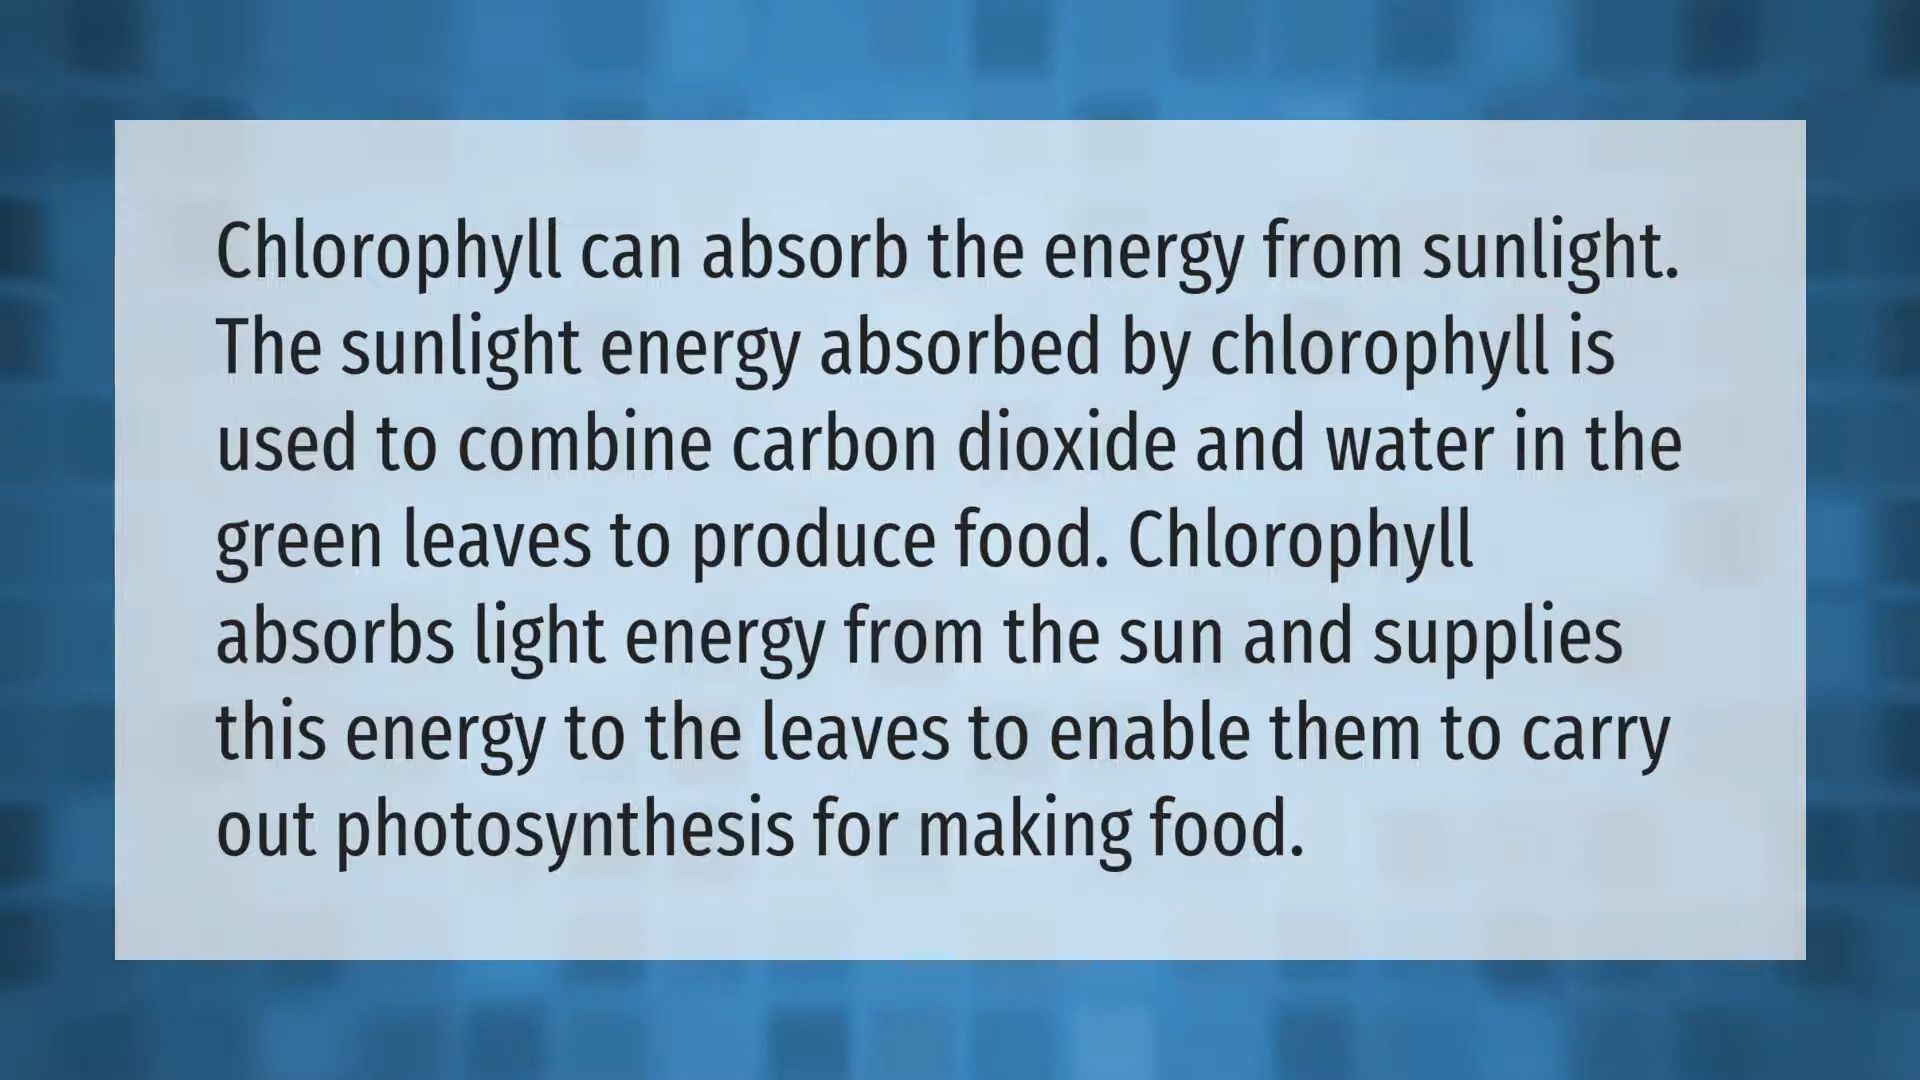 Chlorophyll can absorb the energy from sunlight.
The sunlight energy absorbed by chlorophyll is
used to combine carbon dioxide and water in the
green leaves to produce food. Chlorophyll
absorbs light energy from the sun and supplies
this energy to the leaves to enable them to carry
out photosynthesis for making food.